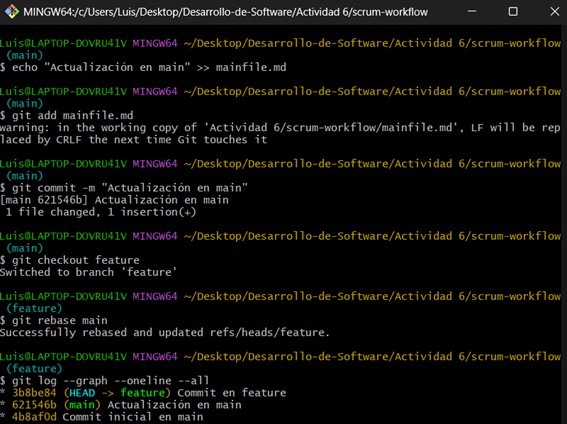 MINGW64:/c/Users/Luis/Desktop/Desarrollo-de-Software/Actividad 6/scrum-workflow
Luis@LAPTOP-DOVRU41V MINGW64 ~/Desktop/Desarrollo-de-Software/Actividad 6/scrum-workflow
(main)
$ echo "Actualización en main" >> mainfile.md
Luis@LAPTOP-DOVRU41V MINGW64 ~/Desktop/Desarrollo-de-Software/Actividad 6/scrum-workflow
(main)
$ git add mainfile.md
warning: in the working copy of 'Actividad 6/scrum-workflow/mainfile.md', LF will be rep
laced by CRLF the next time Git touches it
Luis@LAPTOP-DOVRU41V MINGW64 ~/Desktop/Desarrollo-de-Software/Actividad 6/scrum-workflow
(main)
$ git commit -m "Actualización en main"
[main 621546b] Actualización en main
1 file changed, 1 insertion(+)
Luis@LAPTOP-DOVRU41V MINGW64 ~/Desktop/Desarrollo-de-Software/Actividad 6/scrum-workflow
(main)
$ git checkout feature
Switched to branch 'feature'
Luis@LAPTOP-DOVRU41V MINGW64 ~/Desktop/Desarrollo-de-Software/Actividad 6/scrum-workflow
(feature)
$ git rebase main
Successfully rebased and updated refs/heads/feature.
Luis@LAPTOP-DOVRU41V MINGW64 ~/Desktop/Desarrollo-de-Software/Actividad 6/scrum-workflow
(feature)
$ git log --graph --oneline --all
* 3b8be84 (HEAD -> feature) Commit en feature
* 621546b (main) Actualización en main
* 4b8af0d Commit inicial en main